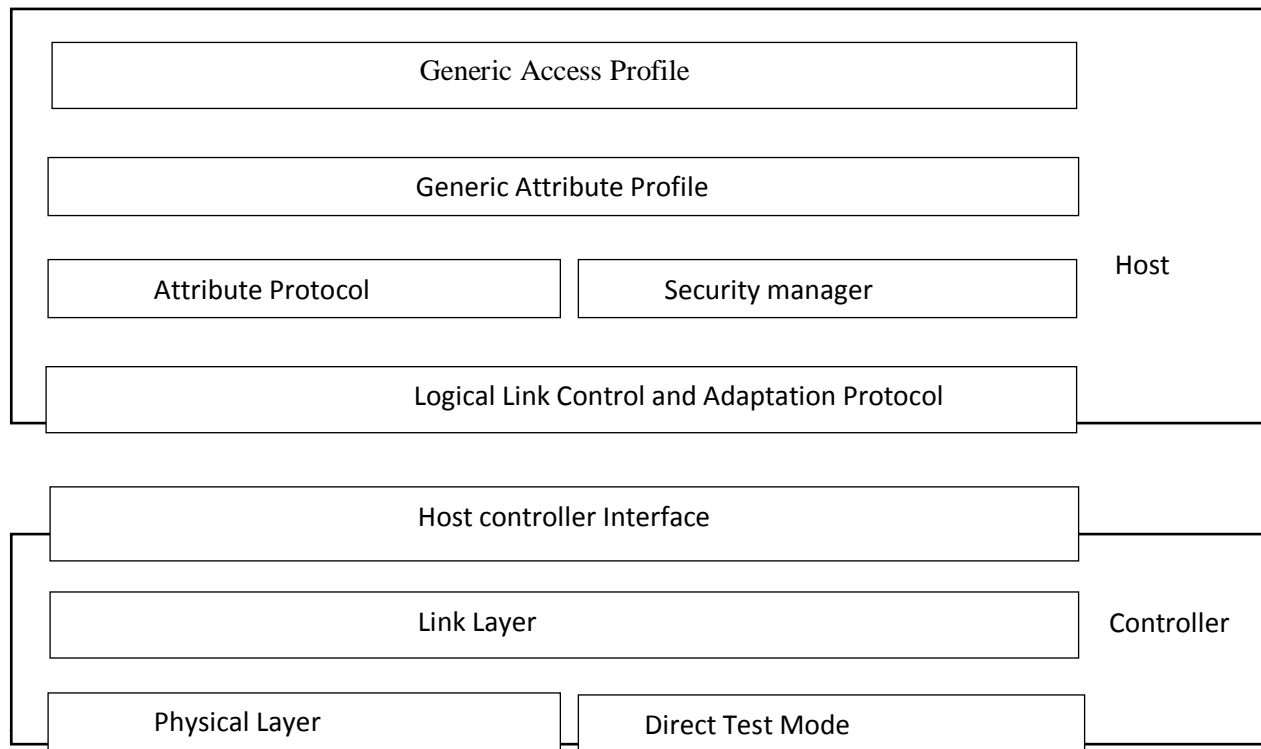 Generic Access Profile
Generic Attribute Profile
Host
Attribute Protocol
Security manager
Logical Link Control and Adaptation Protocol
Host controller Interface
Link Layer
Controller
Physical Layer
Direct Test Mode